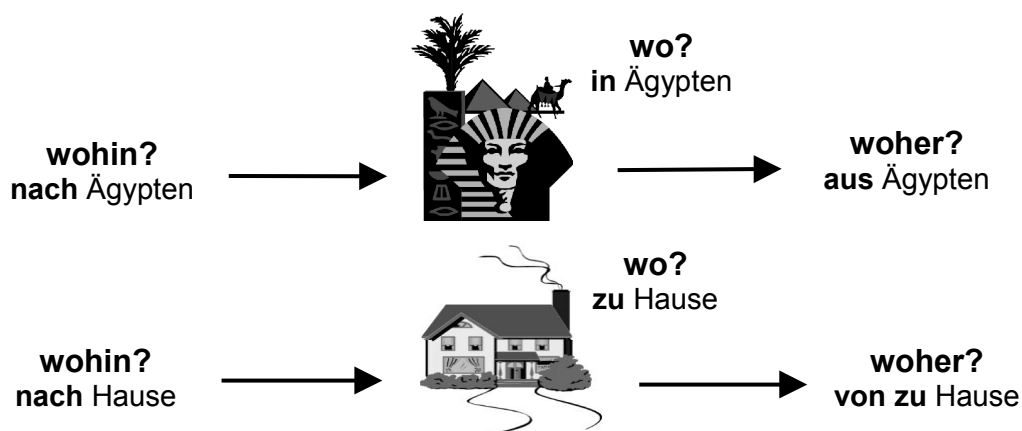 wo?
in Ägypten
wohin?
nach Ägypten
woher?
aus Ägypten
wo?
zu Hause
wohin?
nach Hause
woher?
von zu Hause